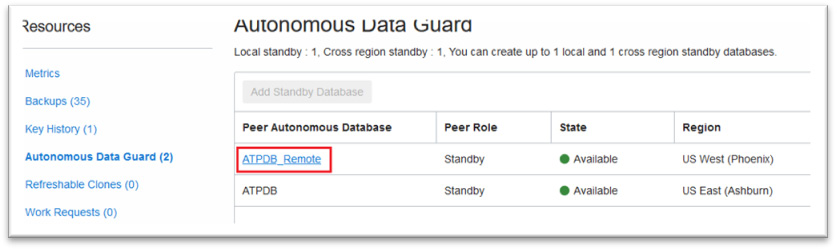 Resources
Metrics
Backups (35)
Key History (1)
Autonomous Data Guard (2)
Refreshable Clones (0)
Work Requests (0)
Autonomous Data Guard
Local standby : 1, Cross region standby : 1, You can create up to 1 local and 1 cross region standby databases.
Add Standby Database
Peer Autonomous Database Peer Role State Region
ATPDB_Remote Standby Available US West (Phoenix)
ATPDB Standby Available US East (Ashburn)